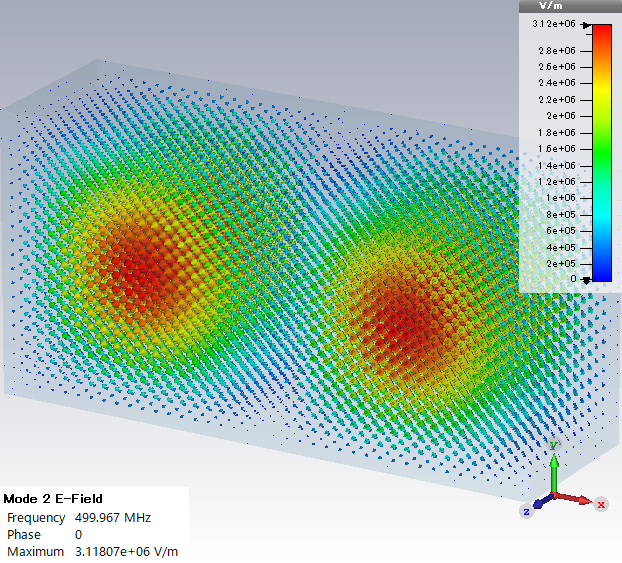 V/m
3.12e+06
2.8e+06
2.6e+06
2.4e+06
2.2e+06
2e+06
1.8e+06
1.6e+06
1.4e+06
1.2e+06
1e+06
8e+05
6e+05
4e+05
2e+05
0
Y
x
z
Mode 2 E-Field
Frequency 499.967 MHz
Phase 0
Maximum 3.11807e+06 V/m